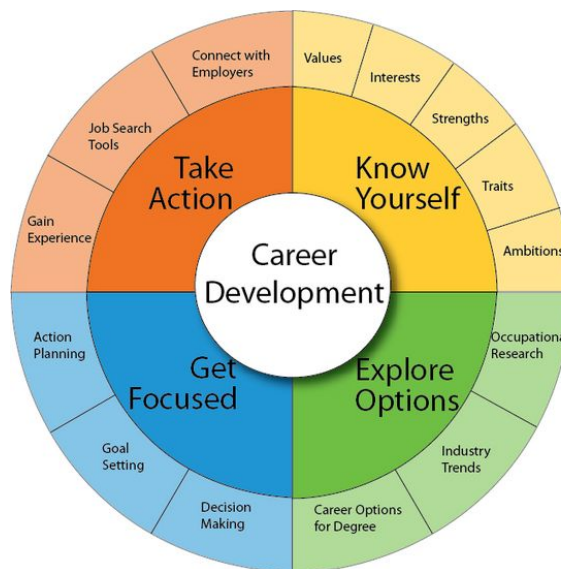 Career
Development
Know
Yourself
Values
Interests
Strengths
Traits
Ambitions
Explore
Options
Occupational
Research
Industry
Trends
Career Options
for Degree
Get
Focused
Decision
Making
Goal
Setting
Action
Planning
Take
Action
Gain
Experience
Job Search
Tools
Connect with
Employers